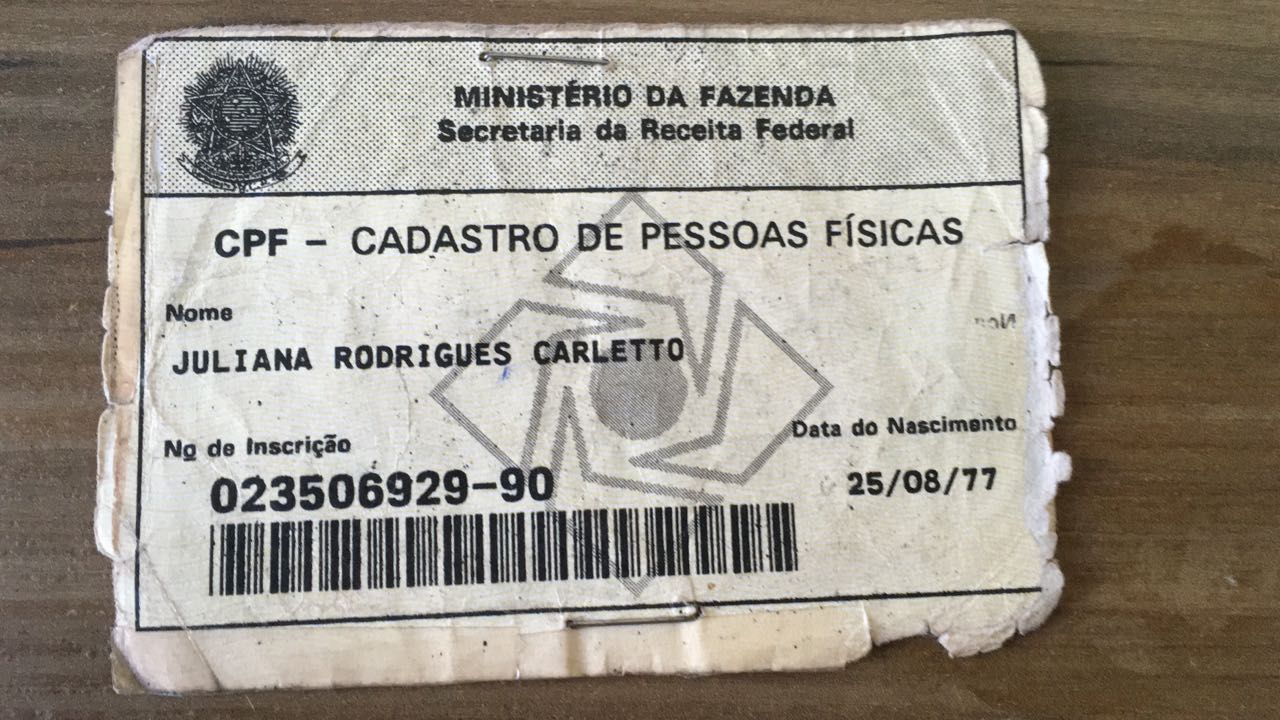 MINISTÉRIO DA FAZENDA
Secretaria da Receita Federal
CPF – CADASTRO DE PESSOAS FÍSICAS
Nome
JULIANA RODRIGUES CARLETTO
Nº de Inscrição
Data do Nascimento
023506929-90
25/08/77